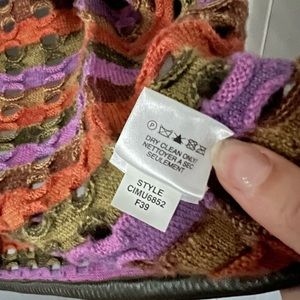 P
DRY CLEAN ONLY
NETTOYER A SEC
SEULEMENT
STYLE
CIMU6852
F39